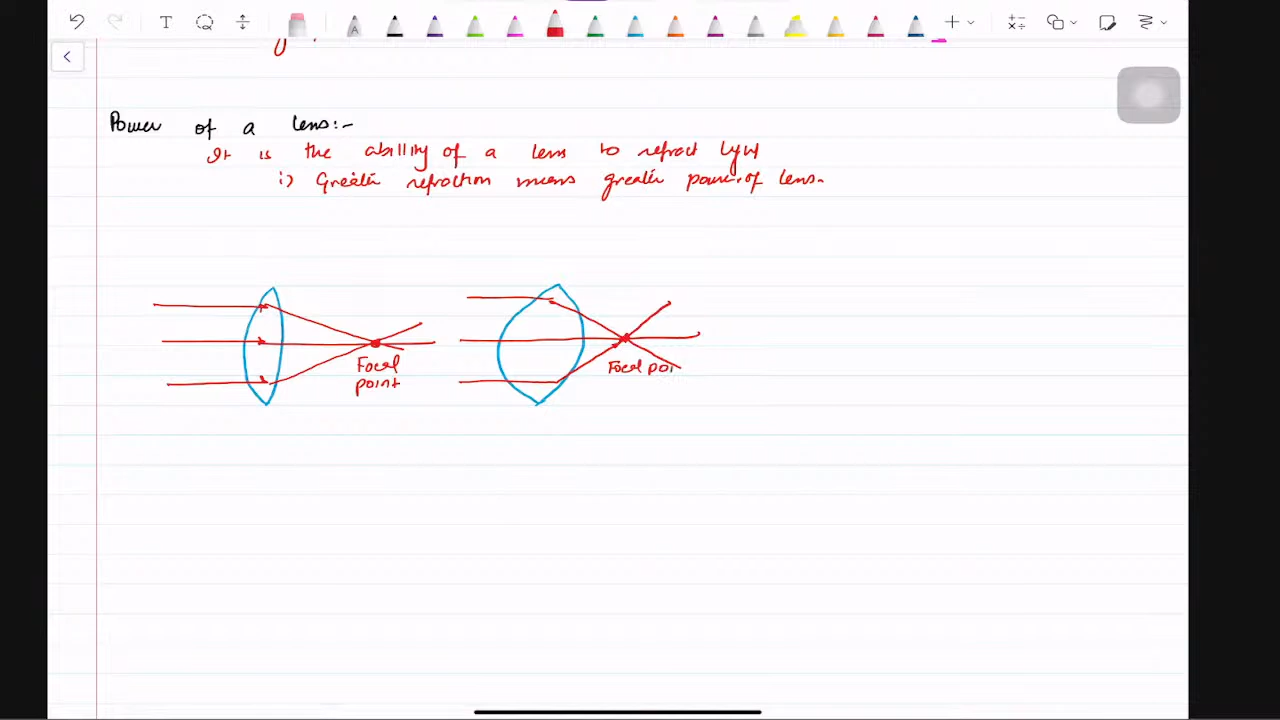 Power of a lens:-
It is the ability of a lens to refract light
i) Greater refraction means greater power of lens.
Focal
point
Focal poi